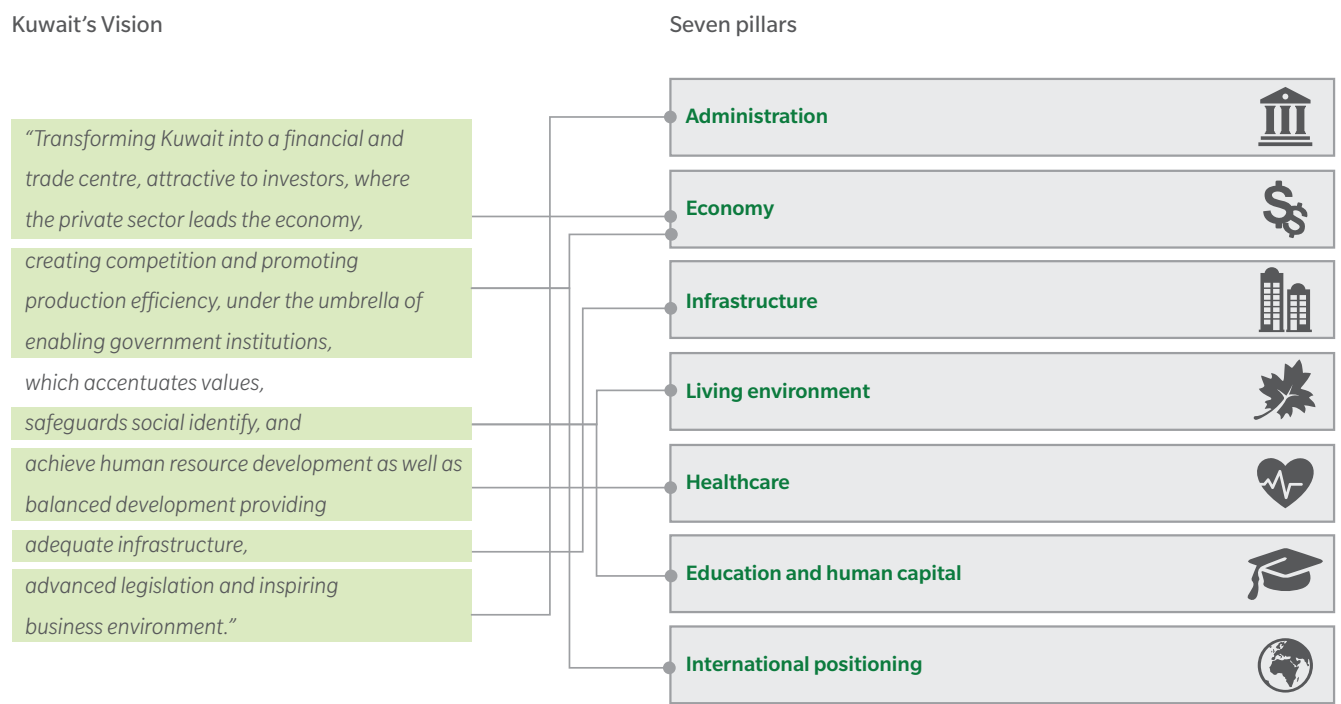 Kuwait’s Vision
“Transforming Kuwait into a financial and
trade centre, attractive to investors, where
the private sector leads the economy,
creating competition and promoting
production efficiency, under the umbrella of
enabling government institutions,
which accentuates values,
safeguards social identify, and
achieve human resource development as well as
balanced development providing
adequate infrastructure,
advanced legislation and inspiring
business environment.”
Seven pillars
Administration
Economy
Infrastructure
Living environment
Healthcare
Education and human capital
International positioning